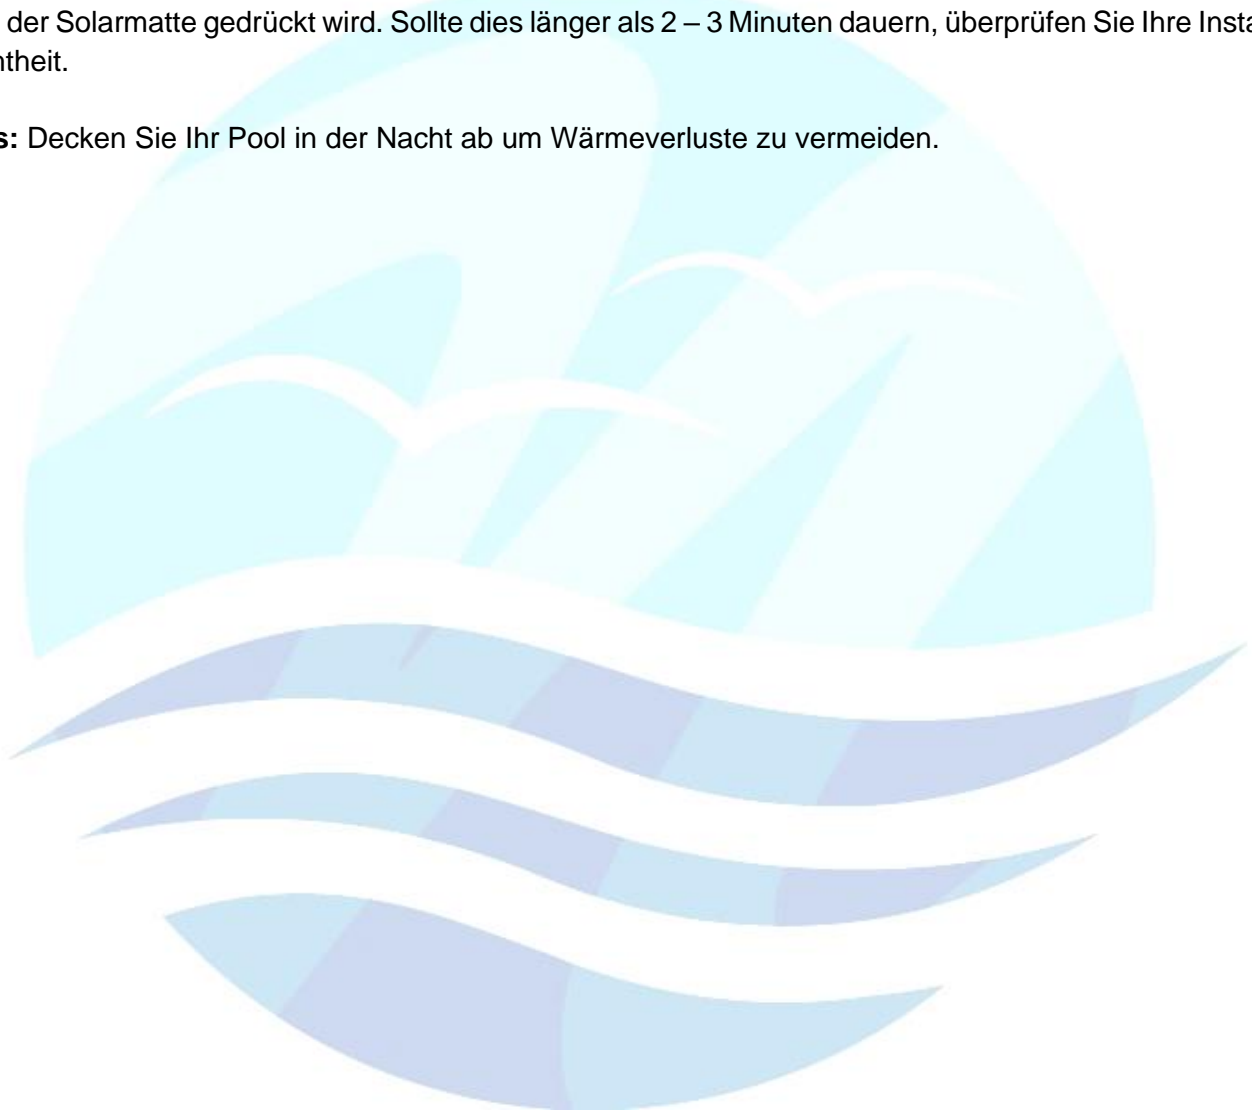 der Solarmatte gedrückt wird. Sollte dies länger als 2 – 3 Minuten dauern, überprüfen Sie Ihre Insta
ntheit.
s: Decken Sie Ihr Pool in der Nacht ab um Wärmeverluste zu vermeiden.